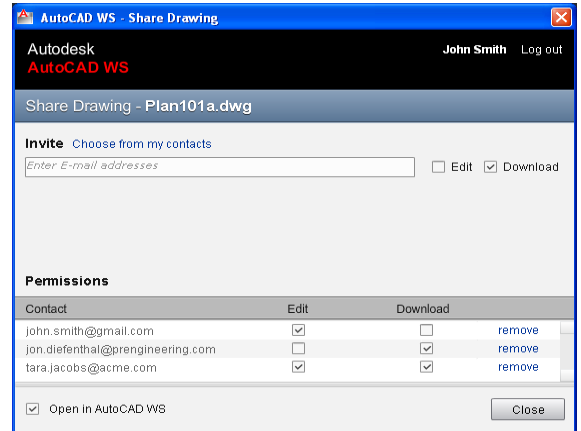 AutoCAD WS - Share Drawing
Autodesk
John Smith Log out
AutoCAD WS
Share Drawing - Plan101a.dwg
Invite Choose from my contacts
Enter E-mail addresses
Edit Download
Permissions
Contact Edit Download
john.smith@gmail.com remove
jon.diefenthal@prengineering.com remove
tara.jacobs@acme.com remove
Open in AutoCAD WS
Close